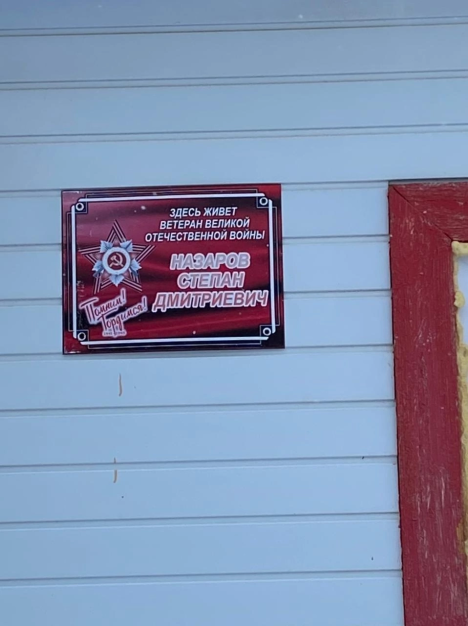 ЗДЕСЬ ЖИВЕТ
ВЕТЕРАН ВЕЛИКОЙ
ОТЕЧЕСТВЕННОЙ ВОЙНЫ
НАЗАРОВ
СТЕПАН
ДМИТРИЕВИЧ
Помним!
Гордимся!